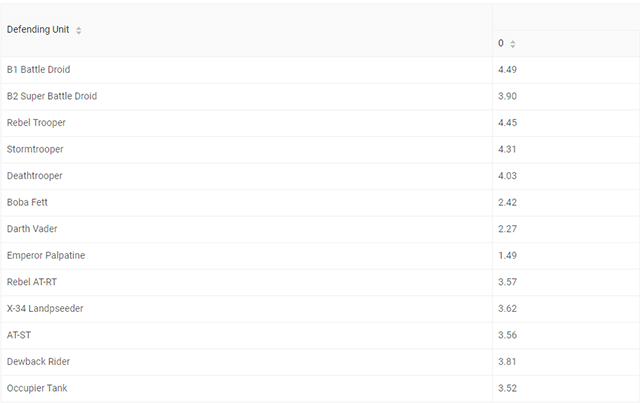 Defending Unit
0
B1 Battle Droid 4.49
B2 Super Battle Droid 3.90
Rebel Trooper 4.45
Stormtrooper 4.31
Deathtrooper 4.03
Boba Fett 2.42
Darth Vader 2.27
Emperor Palpatine 1.49
Rebel AT-RT 3.57
X-34 Landpseeder 3.62
AT-ST 3.56
Dewback Rider 3.81
Occupier Tank 3.52